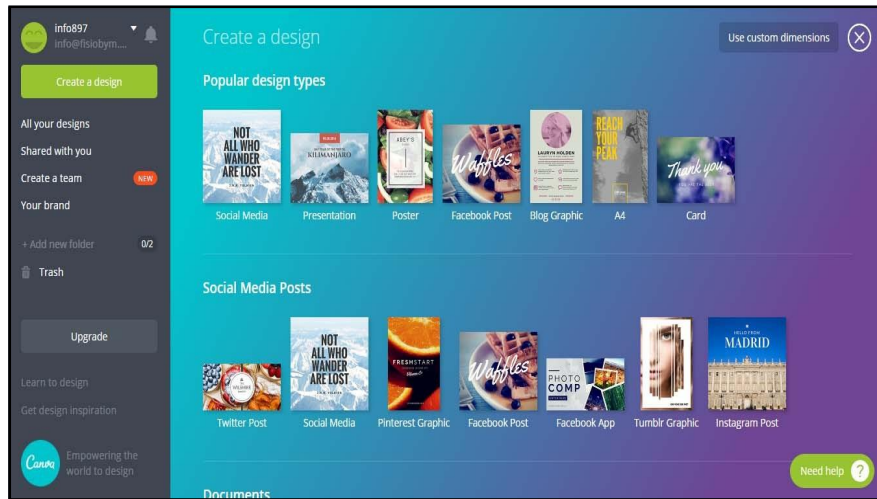 info897
info@fisiobym....
Create a design
All your designs
Shared with you
Create a team
NEW
Your brand
+ Add new folder
0/2
Trash
Upgrade
Learn to design
Get design inspiration
Canva
Empowering the
world to design
Create a design
Use custom dimensions
Popular design types
NOT
ALL WHO
WANDER
ARE LOST
KILIMANJARO
ABEY'S
Waffles
LAURYN HOLDEN
REACH
YOUR
PEAK
Thank you
Social Media
Presentation
Poster
Facebook Post
Blog Graphic
A4
Card
Social Media Posts
NOT
ALL WHO
WANDER
ARE LOST
FRESHSTART
Waffles
PHOTO
COMP
HELLO FROM
MADRID
Twitter Post
Social Media
Pinterest Graphic
Facebook Post
Facebook App
Tumblr Graphic
Instagram Post
Need help ?
Documents